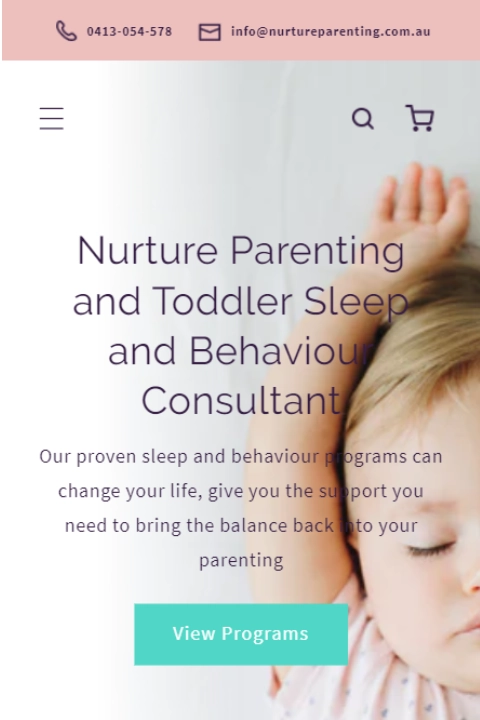 0413-054-578 info@nurtureparenting.com.au
Nurture Parenting
and Toddler Sleep
and Behaviour
Consultant
Our proven sleep and behaviour programs can
change your life, give you the support you
need to bring the balance back into your
parenting
View Programs